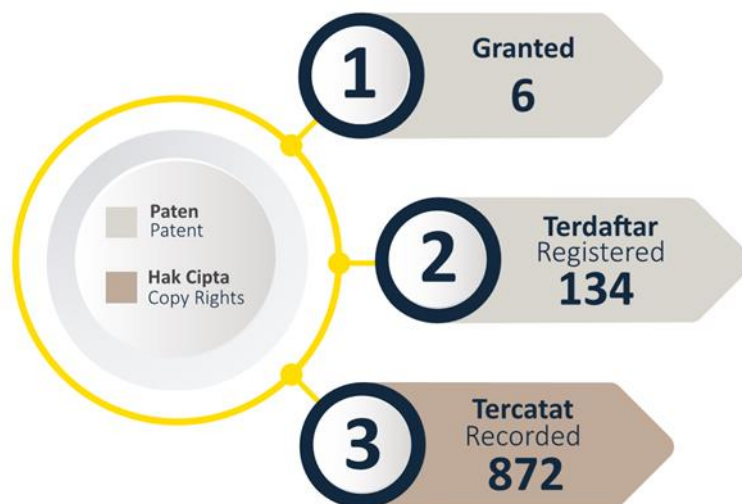 Paten
Patent
Hak Cipta
Copy Rights
1
Granted
6
2
Terdaftar
Registered
134
3
Tercatat
Recorded
872